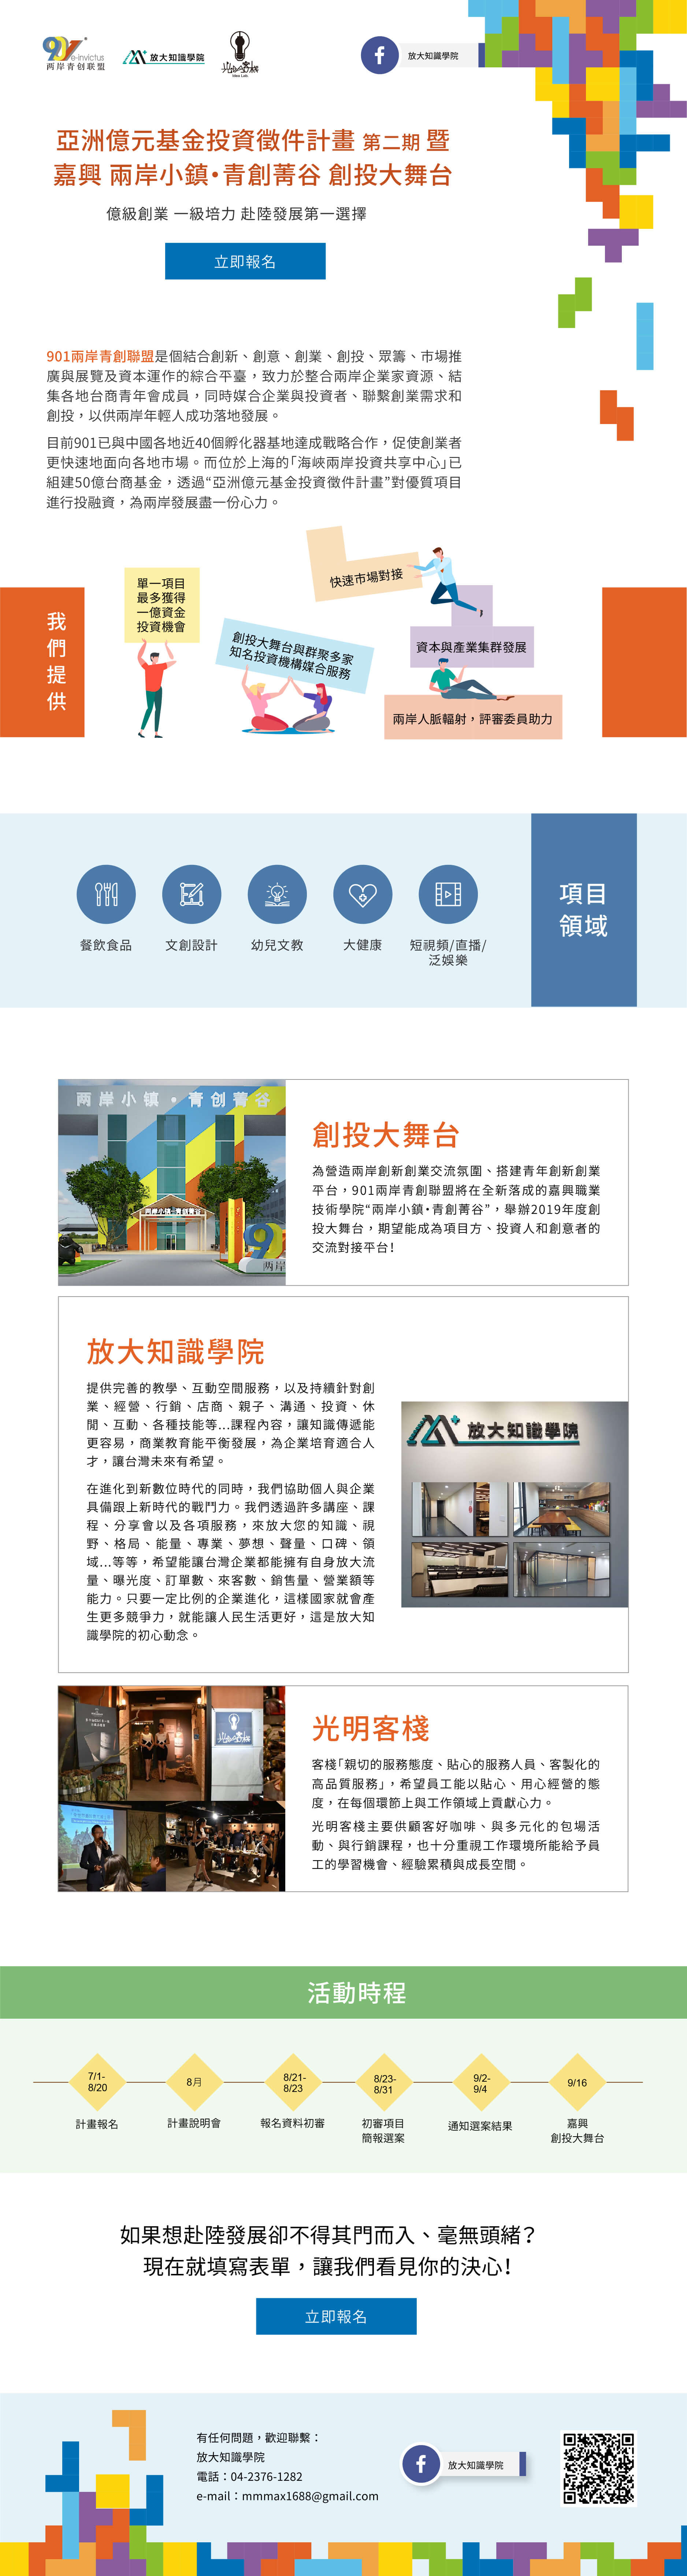 e-invictus
两岸青创联盟
放大知識學院
光明客棧
放大知識學院
亞洲億元基金投資徵件計畫 第二期 暨
嘉興 兩岸小鎮•青創菁谷 創投大舞台
億級創業 一級培力 赴陸發展第一選擇
立即報名
901兩岸青創聯盟是個結合創新、創意、創業、創投、眾籌、市場推
廣與展覽及資本運作的綜合平臺，致力於整合兩岸企業家資源、結
集各地台商青年會成員，同時媒合企業與投資者、聯繫創業需求和
創投，以供兩岸年輕人成功落地發展。
目前901已與中國各地近40個孵化器基地達成戰略合作，促使創業者
更快速地面向各地市場。而位於上海的「海峽兩岸投資共享中心」已
組建50億台商基金，透過“亞洲億元基金投資徵件計畫”對優質項目
進行投融資，為兩岸發展盡一份心力。
我們提供
單一項目
最多獲得
一億資金
投資機會
創投大舞台與群聚多家
知名投資機構媒合服務
快速市場對接
資本與產業集群發展
兩岸人脈輻射，評審委員助力
項目
領域
餐飲食品
文創設計
幼兒文教
大健康
短視頻/直播/
泛娛樂
两岸小镇•青创菁谷
两岸小镇•青创菁谷
90
两岸
創投大舞台
為營造兩岸創新創業交流氛圍、搭建青年創新創業
平台，901兩岸青創聯盟將在全新落成的嘉興職業
技術學院“兩岸小鎮•青創菁谷”，舉辦2019年度創
投大舞台，期望能成為項目方、投資人和創意者的
交流對接平台！
放大知識學院
提供完善的教學、互動空間服務，以及持續針對創
業、經營、行銷、店商、親子、溝通、投資、休
閒、互動、各種技能等...課程內容，讓知識傳遞能
更容易，商業教育能平衡發展，為企業培育適合人
才，讓台灣未來有希望。
在進化到新數位時代的同時，我們協助個人與企業
具備跟上新時代的戰鬥力。我們透過許多講座、課
程、分享會以及各項服務，來放大您的知識、視
野、格局、能量、專業、夢想、聲量、口碑、領
域...等等，希望能讓台灣企業都能擁有自身放大流
量、曝光度、訂單數、來客數、銷售量、營業額等
能力。只要一定比例的企業進化，這樣國家就會產
生更多競爭力，就能讓人民生活更好，這是放大知
識學院的初心動念。
放大知識學院
光明客棧
光明客棧
客棧「親切的服務態度、貼心的服務人員、客製化的
高品質服務」，希望員工能以貼心、用心經營的態
度，在每個環節上與工作領域上貢獻心力。
光明客棧主要供顧客好咖啡、與多元化的包場活
動、與行銷課程，也十分重視工作環境所能給予員
工的學習機會、經驗累積與成長空間。
活動時程
7/1-
8/20
計畫報名
8月
計畫說明會
8/21-
8/23
報名資料初審
8/23-
8/31
初審項目
簡報選案
9/2-
9/4
通知選案結果
9/16
嘉興
創投大舞台
如果想赴陸發展卻不得其門而入、毫無頭緒？
現在就填寫表單，讓我們看見你的決心！
立即報名
有任何問題，歡迎聯繫：
放大知識學院
電話：04-2376-1282
e-mail：mmmax1688@gmail.com
放大知識學院